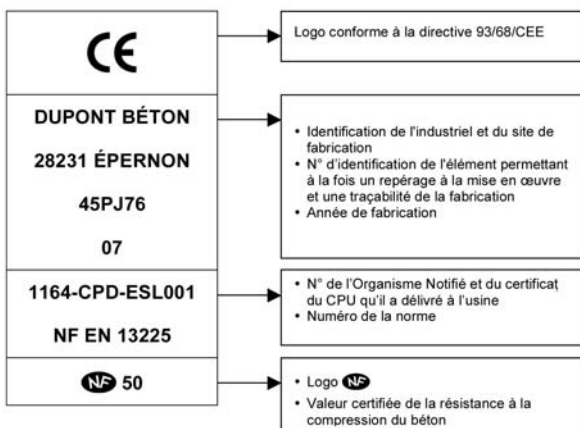 CE
Logo conforme à la directive 93/68/CEE
DUPONT BÉTON
28231 ÉPERNON
45PJ76
07
• Identification de l'industriel et du site de
fabrication
• N° d'identification de l'élément permettant
à la fois un repérage à la mise en œuvre
et une traçabilité de la fabrication
• Année de fabrication
1164-CPD-ESL001
NF EN 13225
• N° de l'Organisme Notifié et du certificat
du CPU qu'il a délivré à l'usine
• Numéro de la norme
NF 50
• Logo NF
• Valeur certifiée de la résistance à la
compression du béton